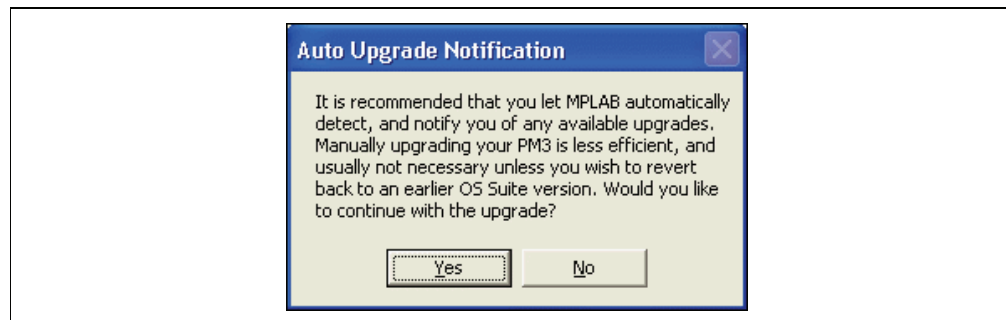 Auto Upgrade Notification
It is recommended that you let MPLAB automatically
detect, and notify you of any available upgrades.
Manually upgrading your PM3 is less efficient, and
usually not necessary unless you wish to revert
back to an earlier OS Suite version. Would you like
to continue with the upgrade?
Yes
No